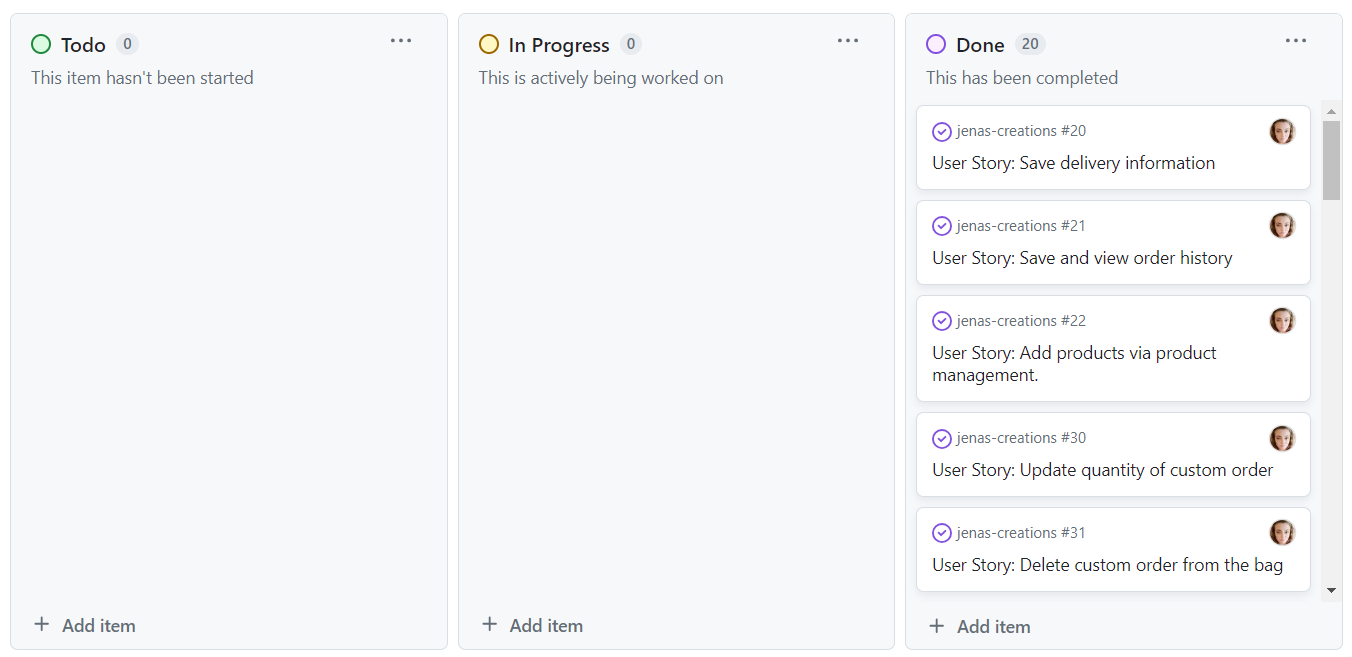 Todo 0
This item hasn't been started
+ Add item
In Progress 0
This is actively being worked on
+ Add item
Done 20
This has been completed
jenas-creations #20
User Story: Save delivery information
jenas-creations #21
User Story: Save and view order history
jenas-creations #22
User Story: Add products via product
management.
jenas-creations #30
User Story: Update quantity of custom order
jenas-creations #31
User Story: Delete custom order from the bag
+ Add item